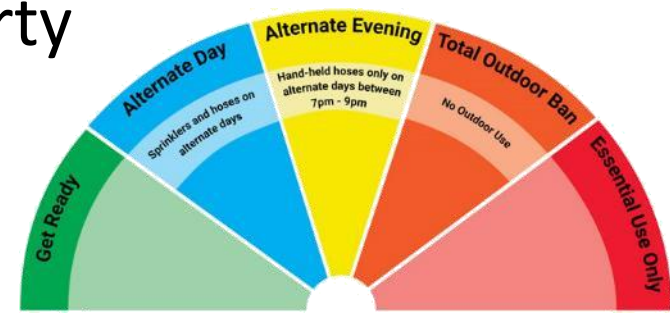 rty
Get Ready
Alternate Day
Sprinklers and hoses on
alternate days
Alternate Evening
Hand-held hoses only on
alternate days between
7pm - 9pm
Total Outdoor Ban
No Outdoor Use
Essential Use Only